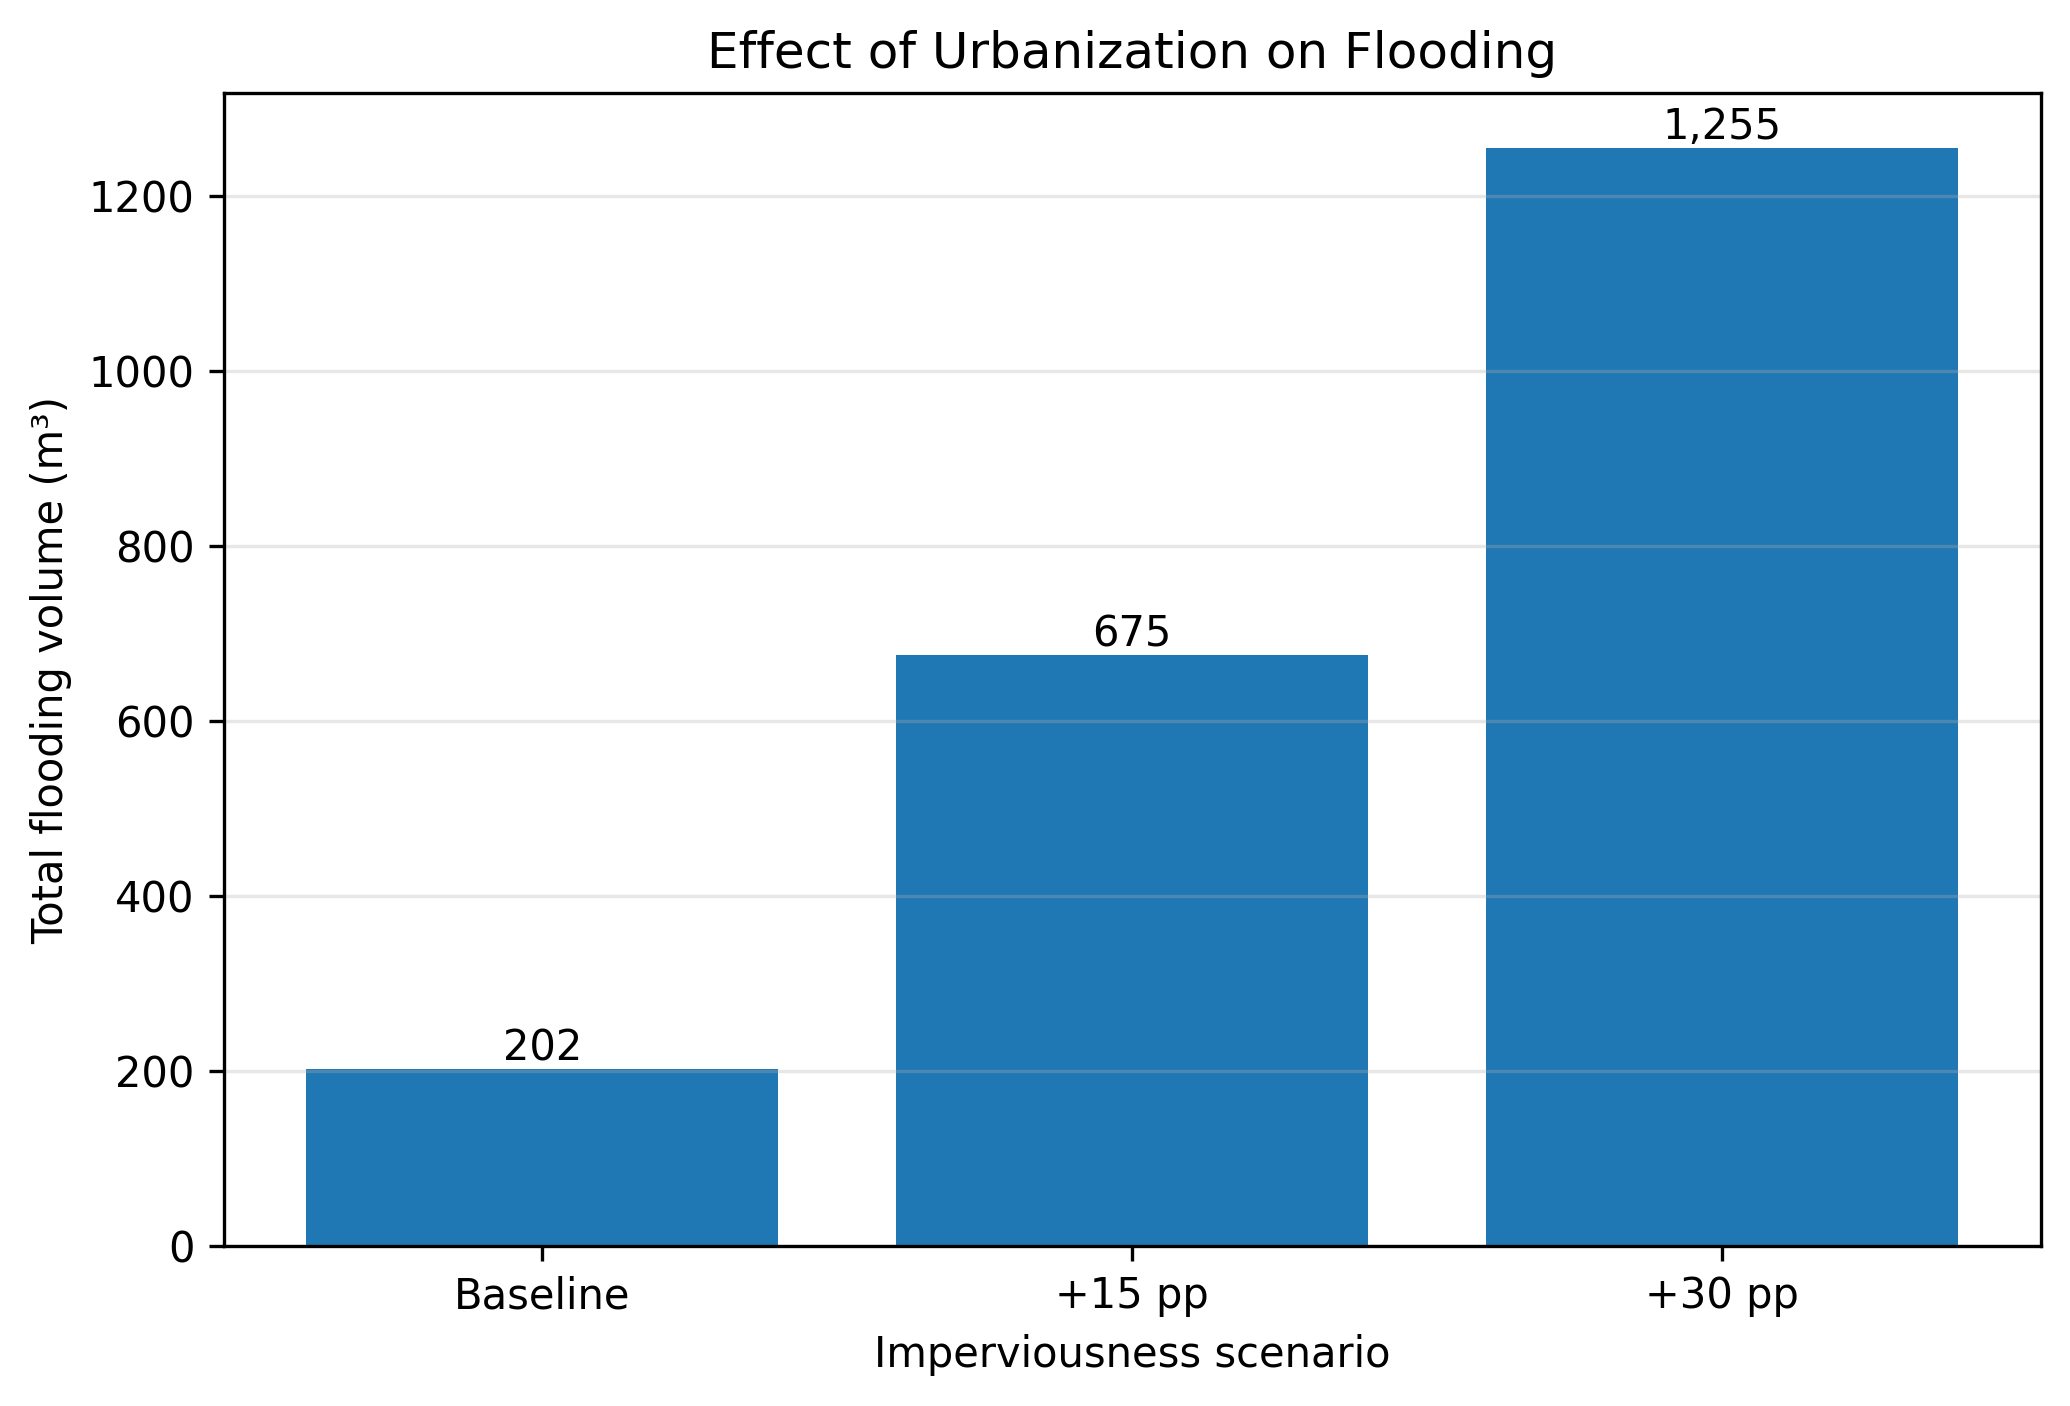 Effect of Urbanization on Flooding
Total flooding volume (m³)
1200
1000
800
600
400
200
0
202
675
1,255
Baseline
+15 pp
+30 pp
Imperviousness scenario